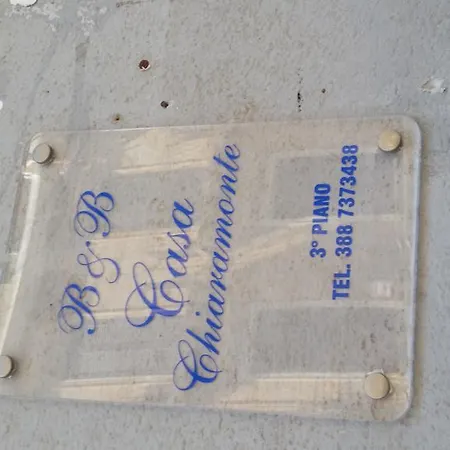 B&B
Casa
Chiaramonte
3° PIANO
TEL. 388 7373438